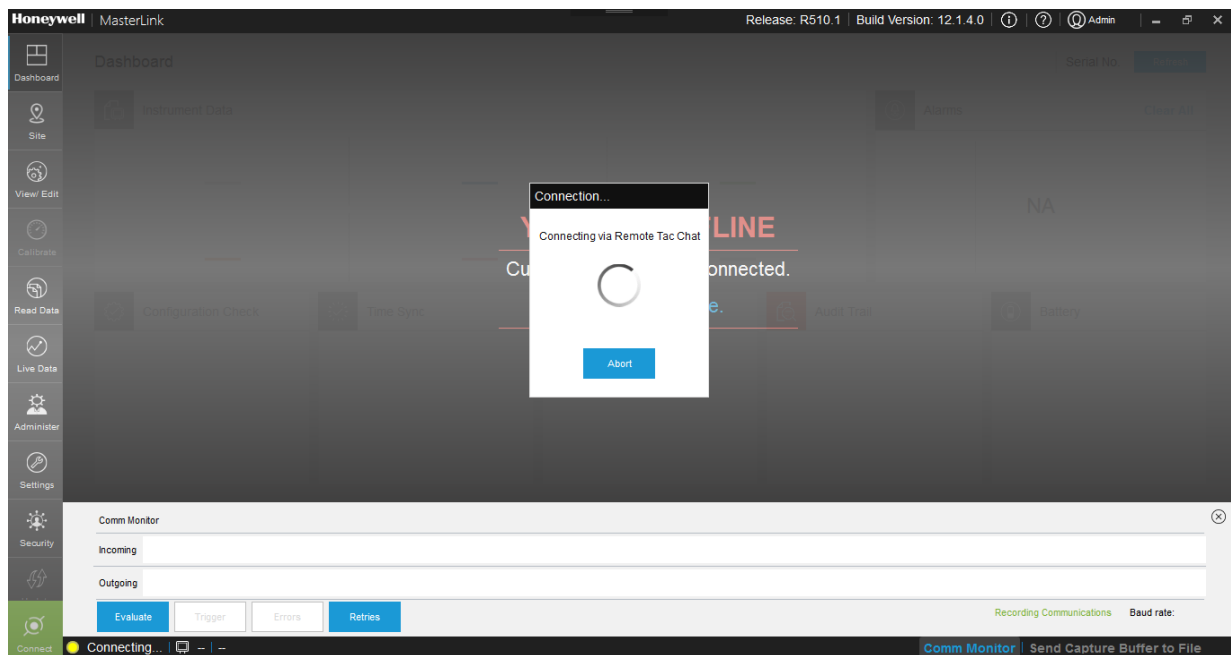 Honeywell | MasterLink
Release: R510.1 | Build Version: 12.1.4.0 | Admin
Dashboard
Site
View/ Edit
Calibrate
Read Data
Live Data
Administer
Settings
Security
Connect
Dashboard
Serial No
Instrument Data
Alarms
Clear All
NA
LINE
Cu
onnected.
e.
Configuration Check
Time Sync
Audit Trail
Battery
Connection...
Connecting via Remote Tac Chat
Abort
Comm Monitor
Incoming
Outgoing
Evaluate
Trigger
Errors
Retries
Recording Communications
Baud rate:
Connecting... | -- | --
Comm Monitor | Send Capture Buffer to File